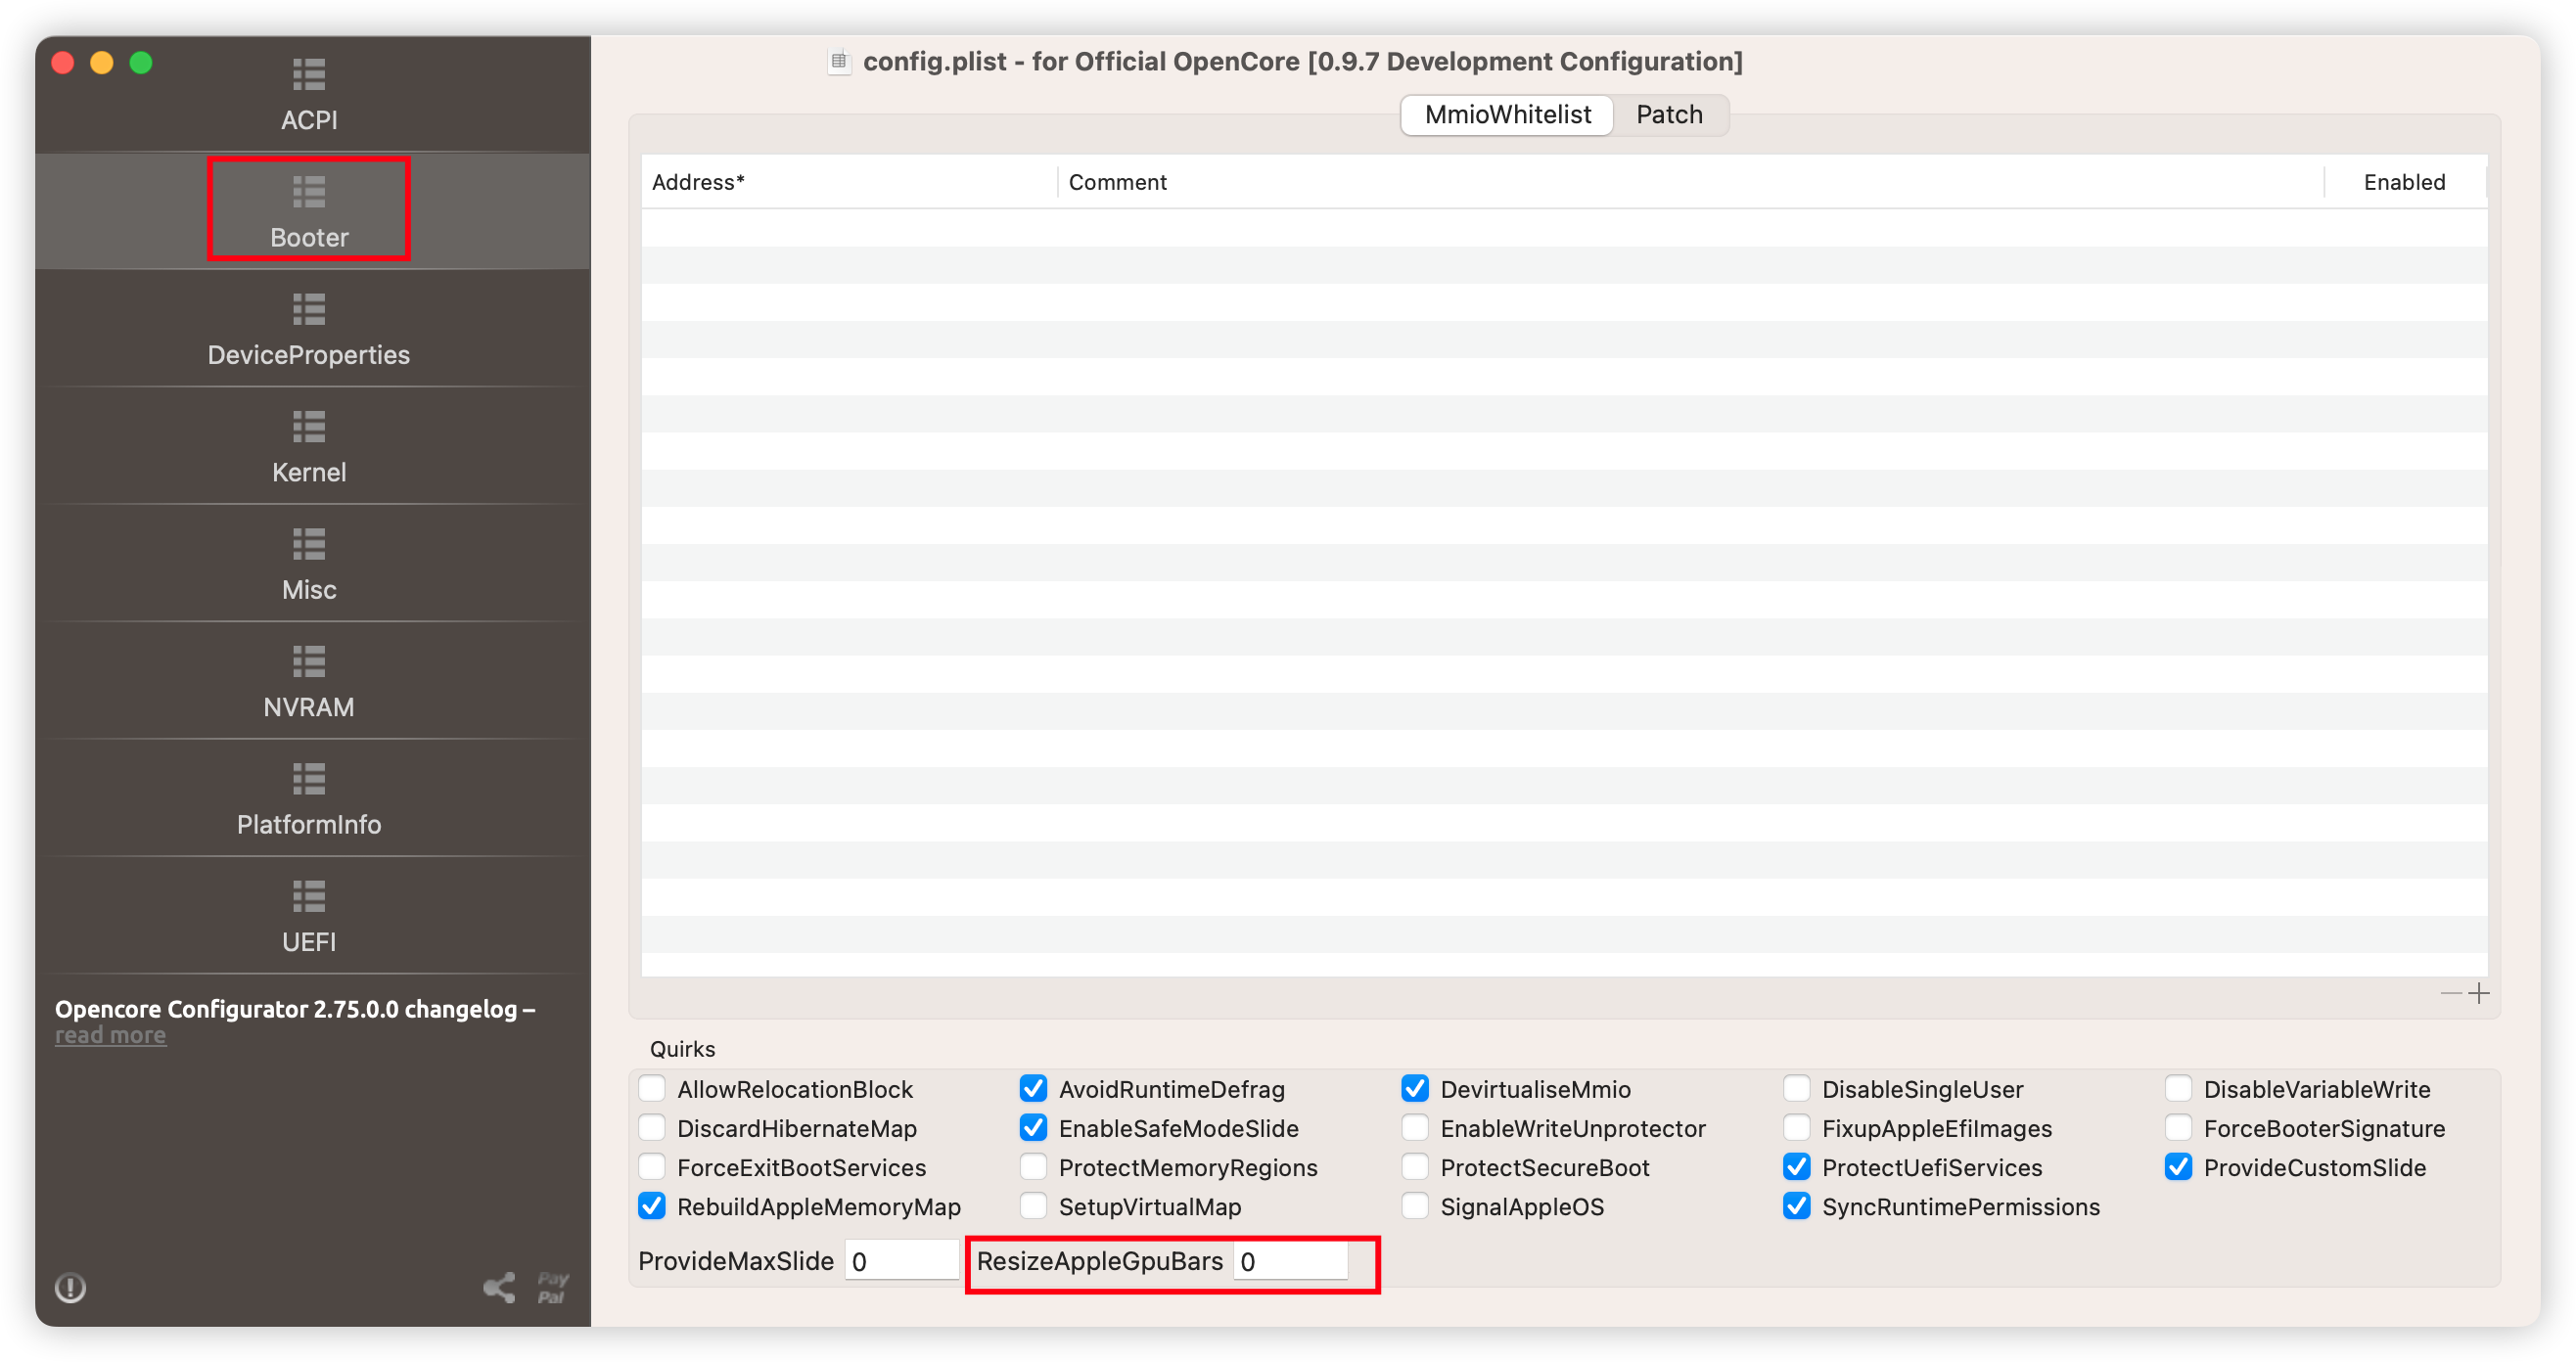 config.plist - for Official OpenCore [0.9.7 Development Configuration]
ACPI
Booter
DeviceProperties
Kernel
Misc
NVRAM
PlatformInfo
UEFI
Opencore Configurator 2.75.0.0 changelog –
read more
Pay
Pal
MmioWhitelist Patch
Address* Comment Enabled
Quirks
AllowRelocationBlock AvoidRuntimeDefrag DevirtualiseMmio DisableSingleUser DisableVariableWrite
DiscardHibernateMap EnableSafeModeSlide EnableWriteUnprotector FixupAppleEfiImages ForceBooterSignature
ForceExitBootServices ProtectMemoryRegions ProtectSecureBoot ProtectUefiServices ProvideCustomSlide
RebuildAppleMemoryMap SetupVirtualMap SignalAppleOS SyncRuntimePermissions
ProvideMaxSlide 0 ResizeAppleGpuBars 0